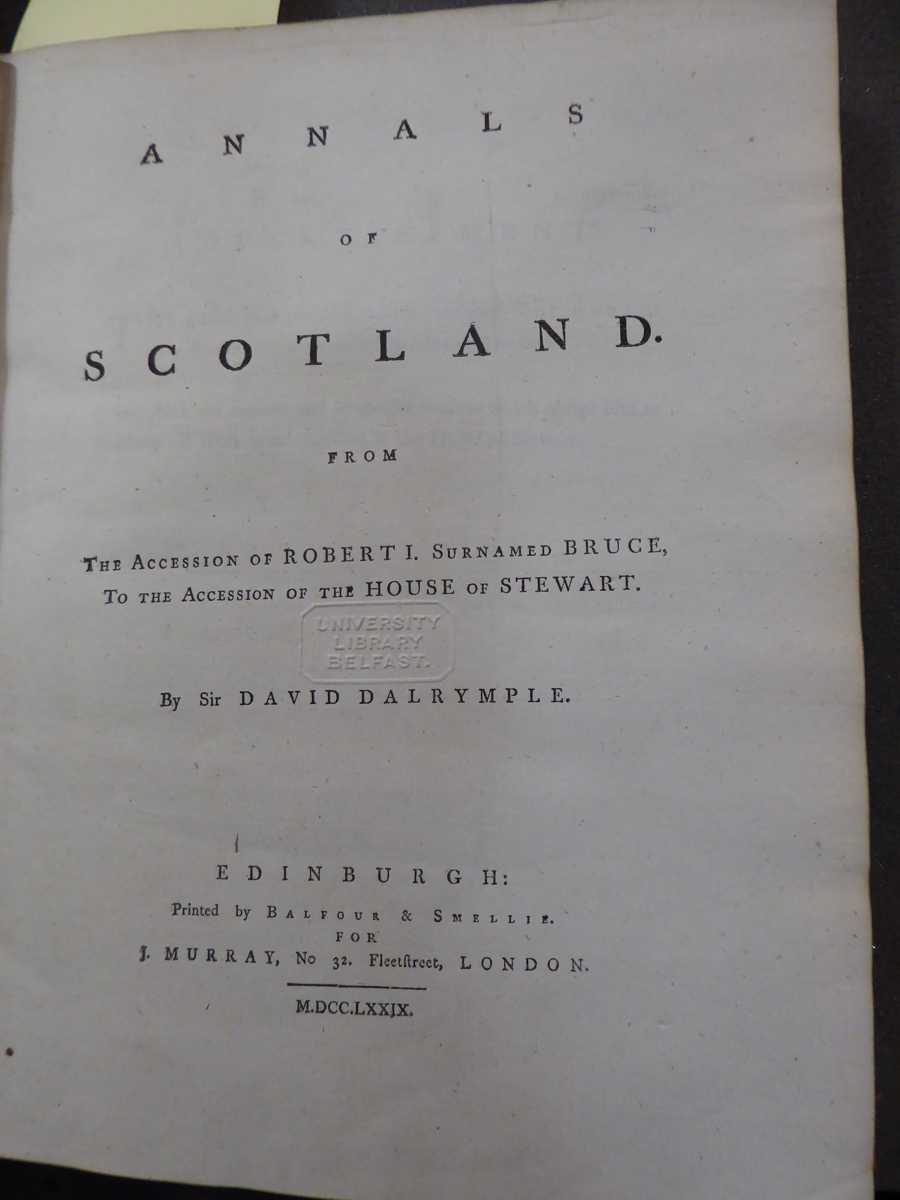 ANNALS
OF
SCOTLAND.
FROM
THE ACCESSION OF ROBERT I. SURNAMED BRUCE,
TO THE ACCESSION OF THE HOUSE OF STEWART.
UNIVERSITY
LIBRARY
BELFAST.
By Sir DAVID DALRYMPLE.
EDINBURGH:
Printed by BALFOUR & SMELLIE.
FOR
J. MURRAY, No 32. Fleetſtreet, LONDON.
M.DCC.LXXIX.